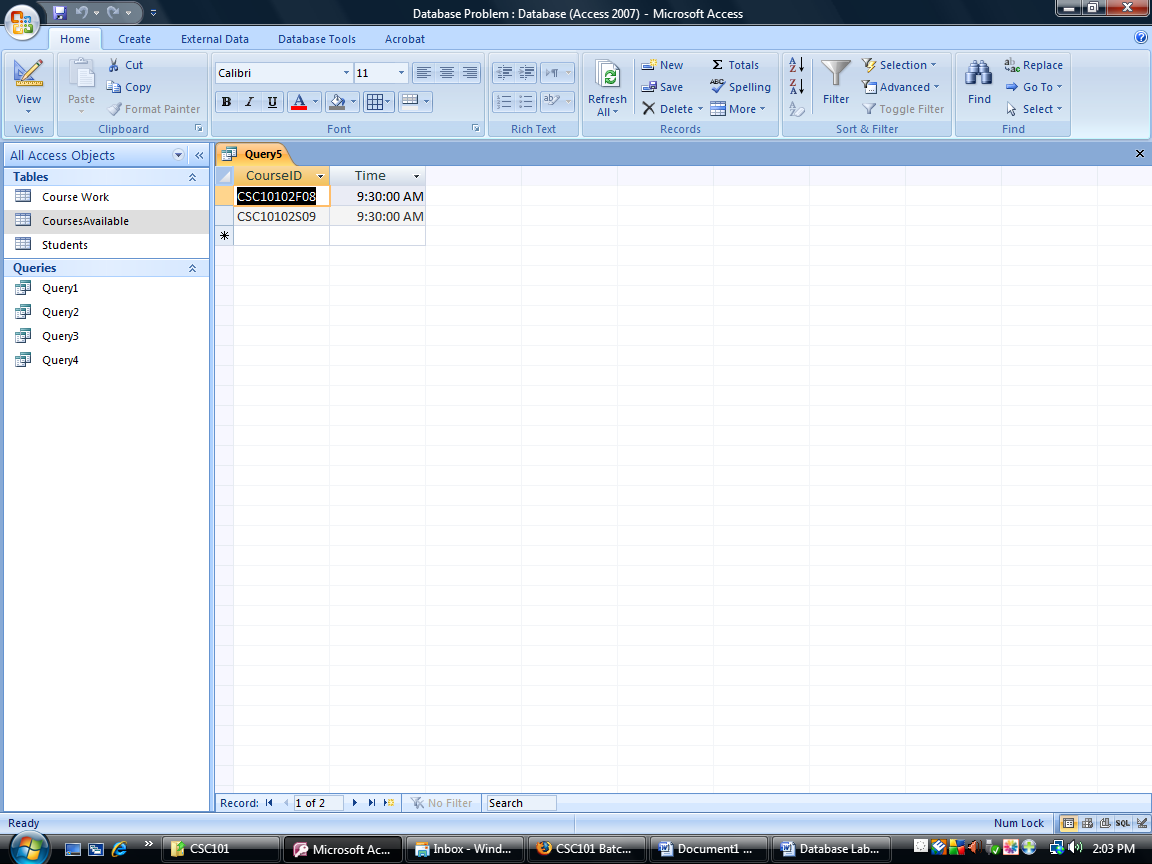 Database Problem : Database (Access 2007) - Microsoft Access
Home Create External Data Database Tools Acrobat
View
Views
Paste
Cut
Copy
Format Painter
Clipboard
Calibri 11
B I U A
Font
Rich Text
Refresh
All
New
Save
Delete
Σ Totals
ABC Spelling
More
Records
Filter
Selection
Advanced
Toggle Filter
Sort & Filter
Find
Replace
Go To
Select
Find
All Access Objects
Tables
Course Work
CoursesAvailable
Students
Queries
Query1
Query2
Query3
Query4
Query5
CourseID Time
CSC10102F08 9:30:00 AM
CSC10102S09 9:30:00 AM
Record: 1 of 2 No Filter Search
Ready Num Lock SQL
CSC101 Microsoft Ac... Inbox - Wind... CSC101 Batc... Document1 ... Database Lab... 2:03 PM